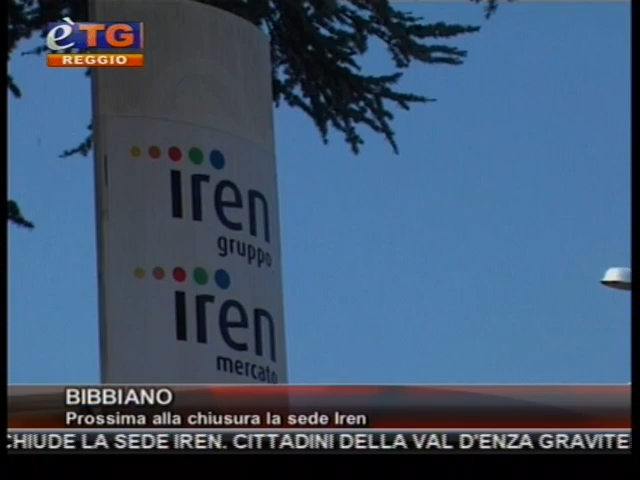 èTG
REGGIO
iren
gruppo
iren
mercato
BIBBIANO
Prossima alla chiusura la sede Iren
CHIUDE LA SEDE IREN. CITTADINI DELLA VAL D'ENZA GRAVITE